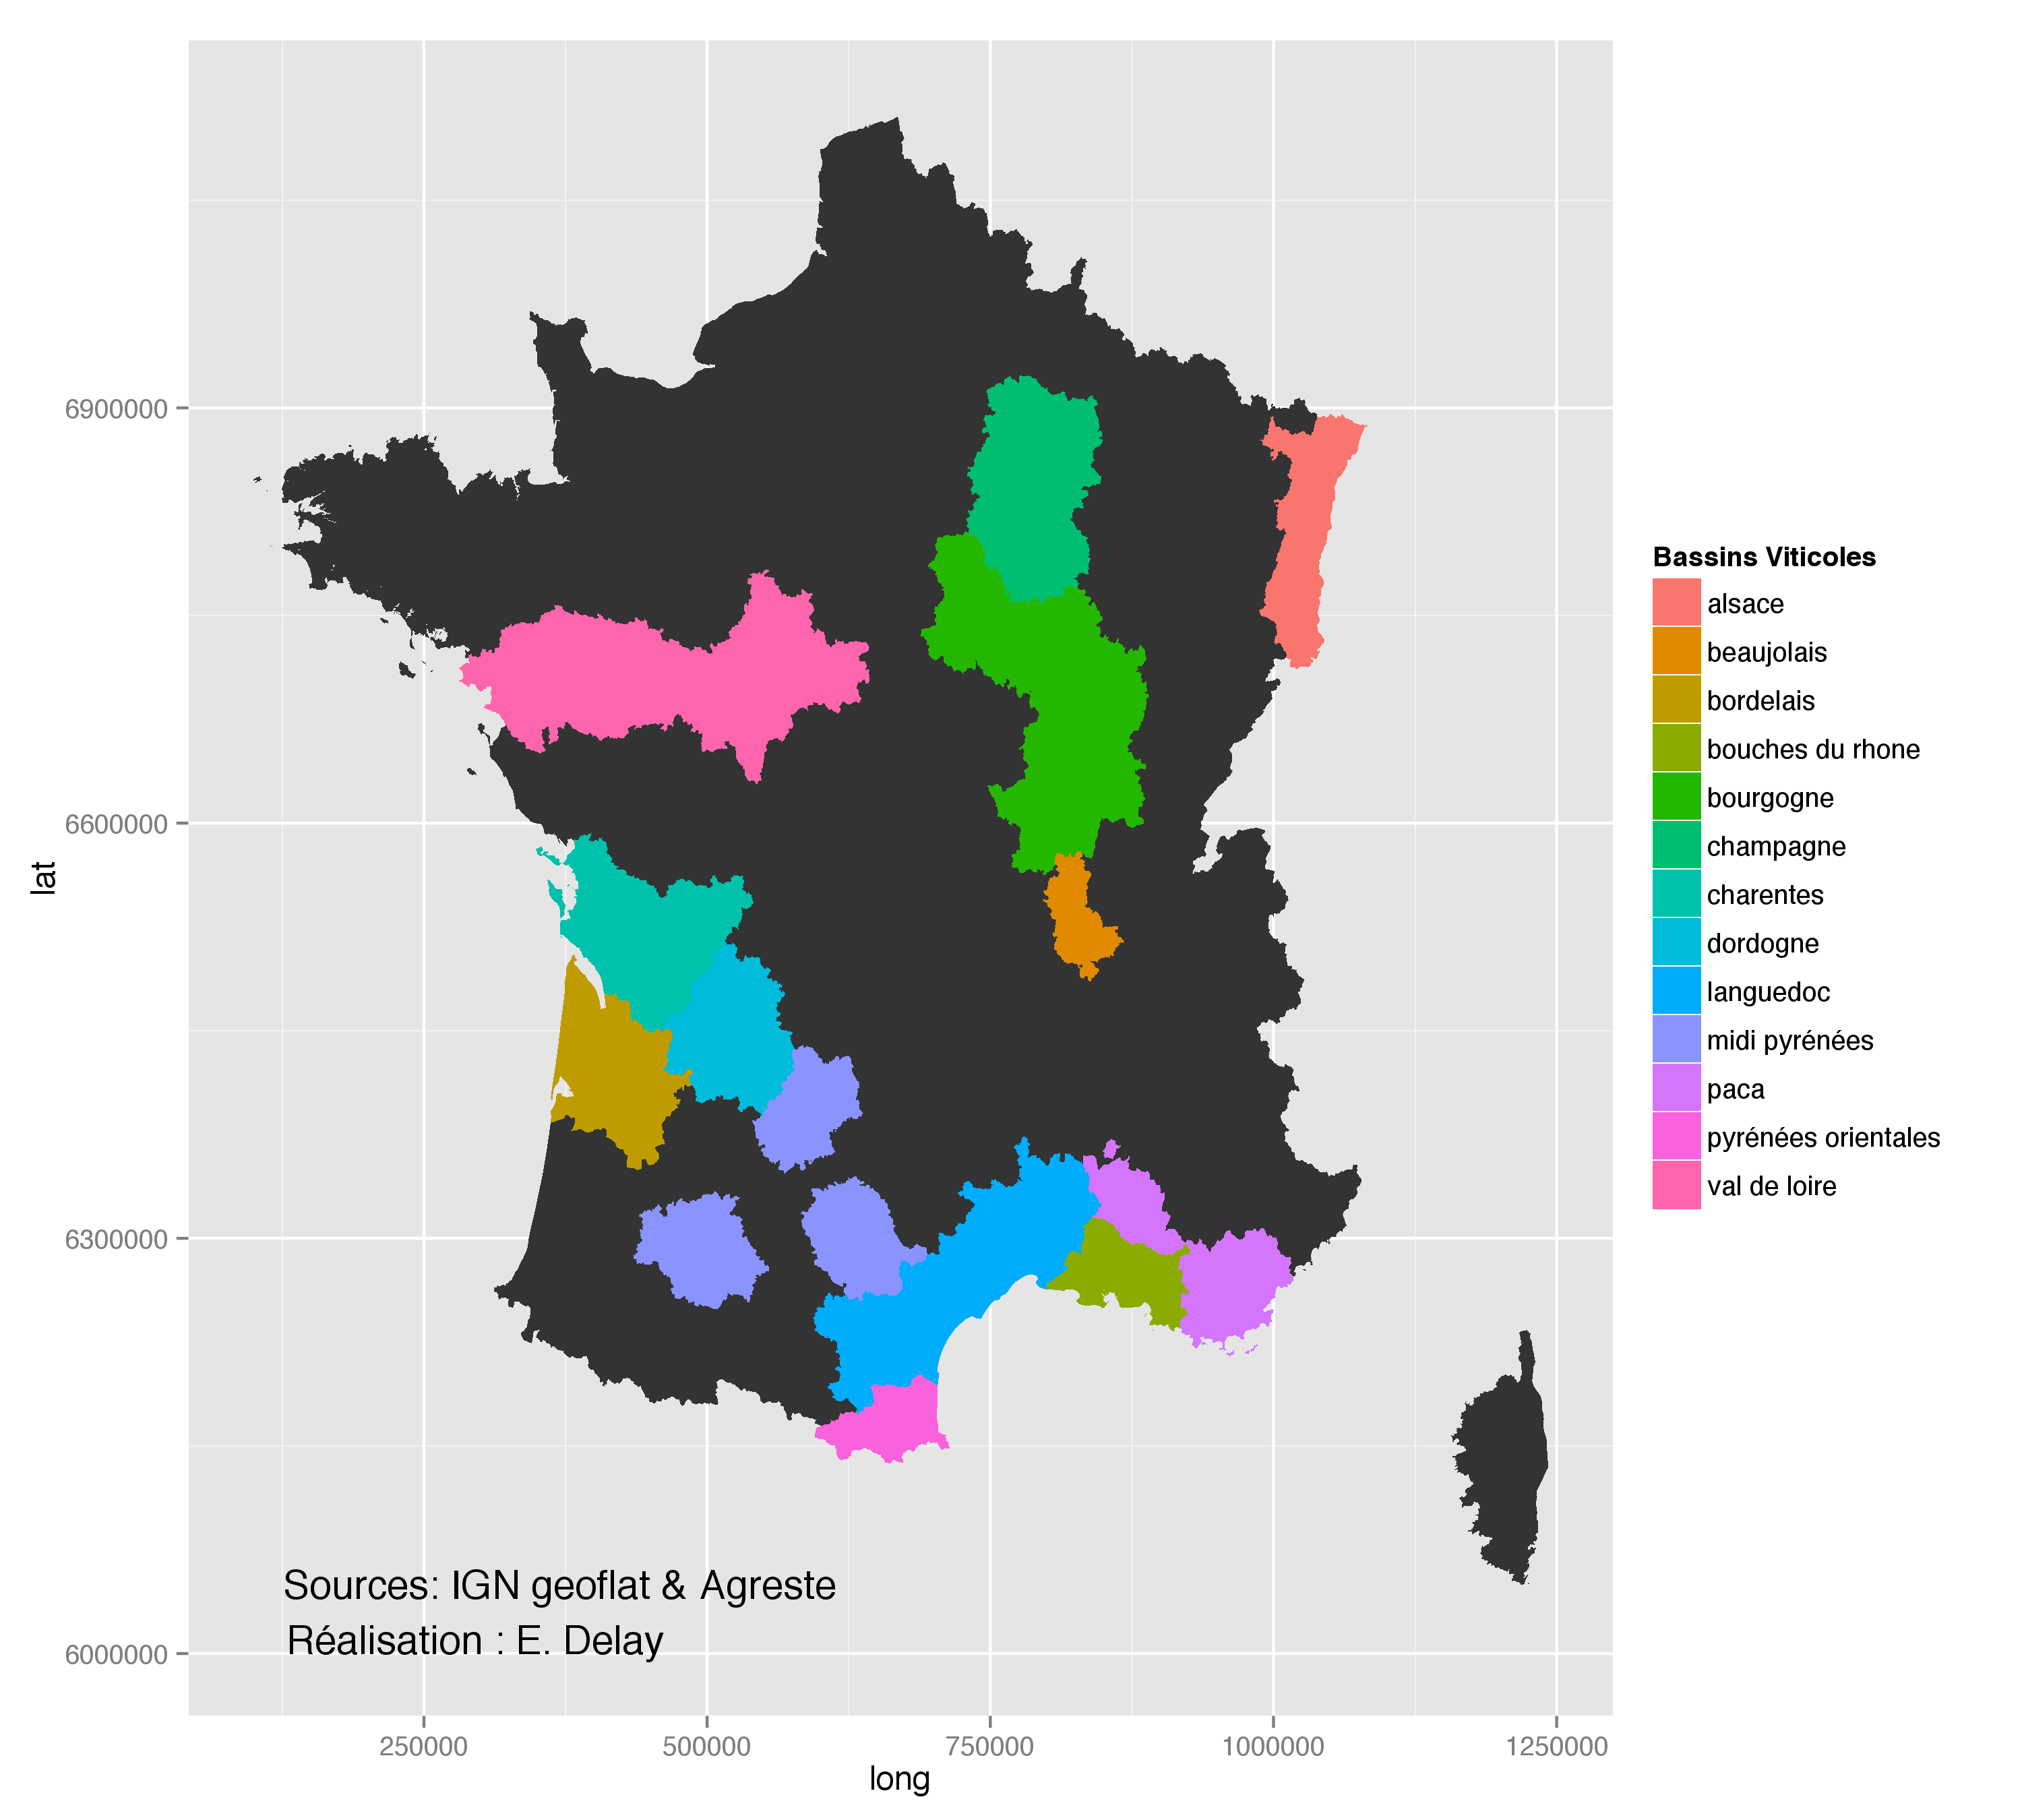 6900000
6600000
6300000
6000000
lat
250000
500000
750000
1000000
1250000
long
Sources: IGN geoflat & Agreste
Réalisation : E. Delay
Bassins Viticoles
alsace
beaujolais
bordelais
bouches du rhone
bourgogne
champagne
charentes
dordogne
languedoc
midi pyrénées
paca
pyrénées orientales
val de loire